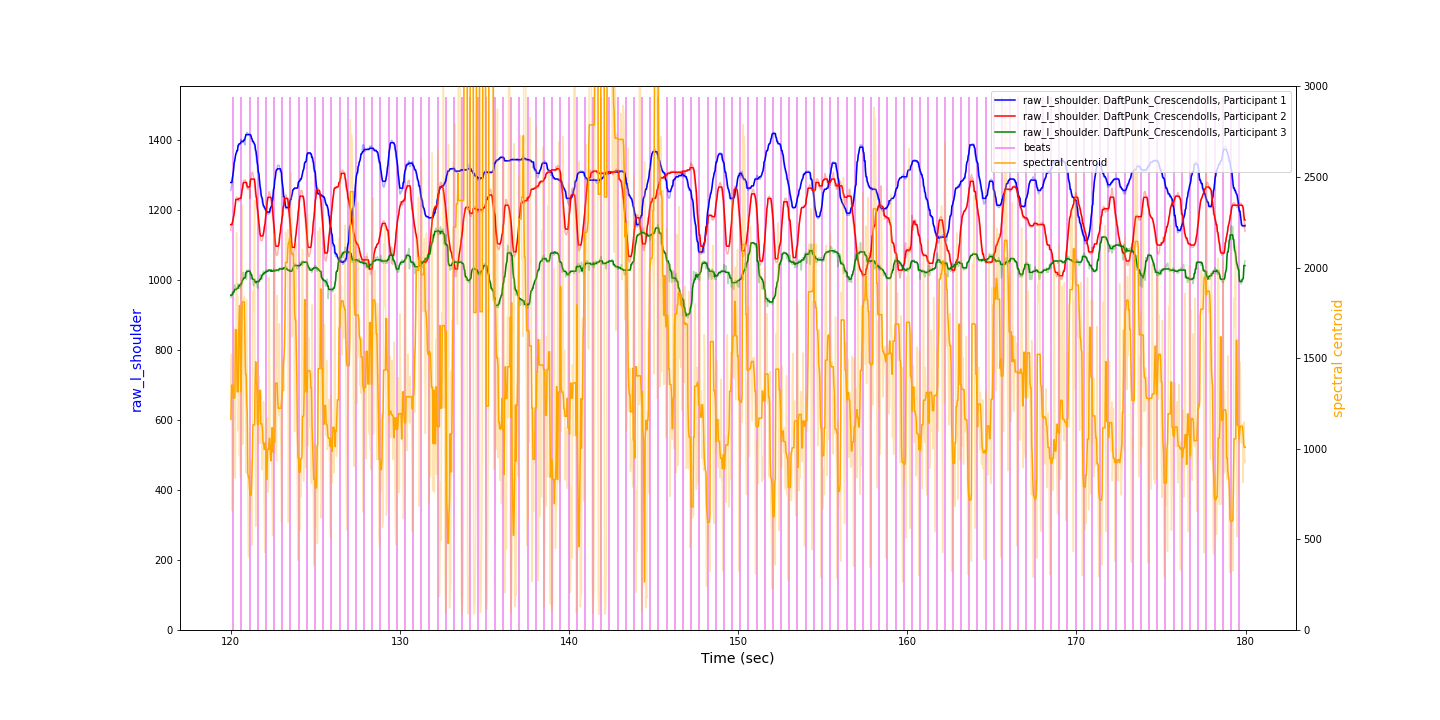 raw_l_shoulder. DaftPunk_Crescendolls, Participant 1
raw_l_shoulder. DaftPunk_Crescendolls, Participant 2
raw_l_shoulder. DaftPunk_Crescendolls, Participant 3
beats
spectral centroid
raw_l_shoulder
1400
1200
1000
800
600
400
200
0
3000
2500
2000
1500
1000
500
0
spectral centroid
120
130
140
150
160
170
180
Time (sec)